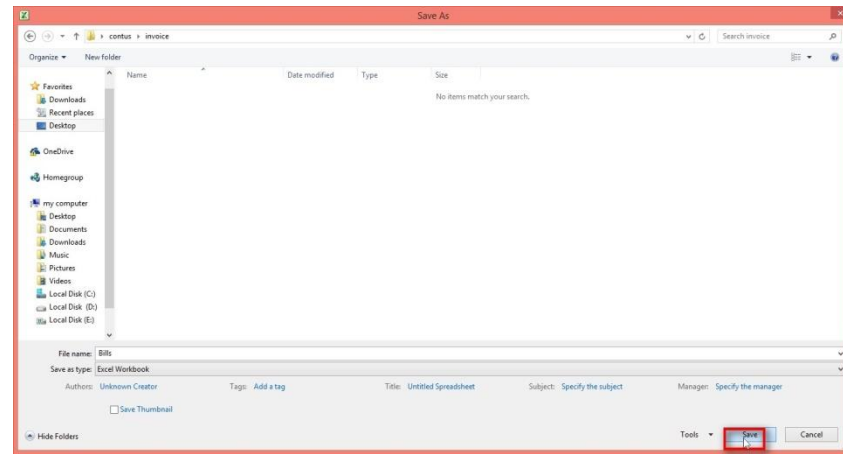 Save As
contus › invoice
Search invoice
Organize
New folder
Name Date modified Type Size
No items match your search.
Favorites
Downloads
Recent places
Desktop
OneDrive
Homegroup
my computer
Desktop
Documents
Downloads
Music
Pictures
Videos
Local Disk (C:)
Local Disk (D:)
Local Disk (E:)
File name: Bills
Save as type: Excel Workbook
Authors: Unknown Creator Tags: Add a tag Title: Untitled Spreadsheet Subject: Specify the subject Manager: Specify the manager
Save Thumbnail
Hide Folders Tools Save Cancel